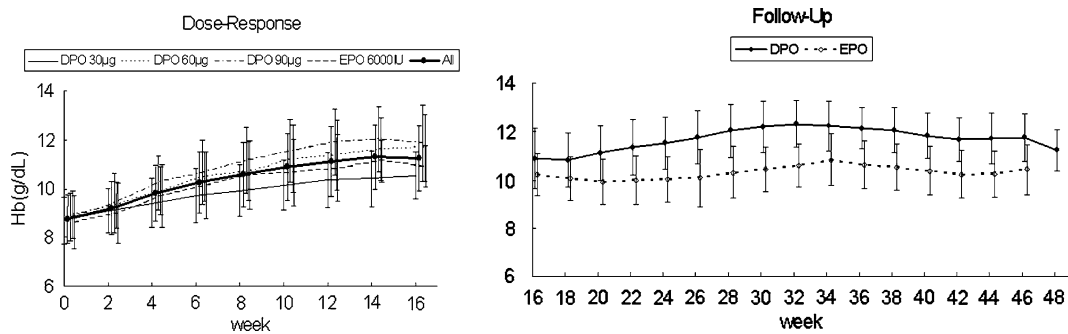 Dose-Response
DPO 30μg DPO 60μg DPO 90μg EPO 6000IU All
Hb(g/dL)
14
12
10
8
6
0 2 4 6 8 10 12 14 16
week
Follow-Up
DPO EPO
14
12
10
8
6
16 18 20 22 24 26 28 30 32 34 36 38 40 42 44 46 48
week